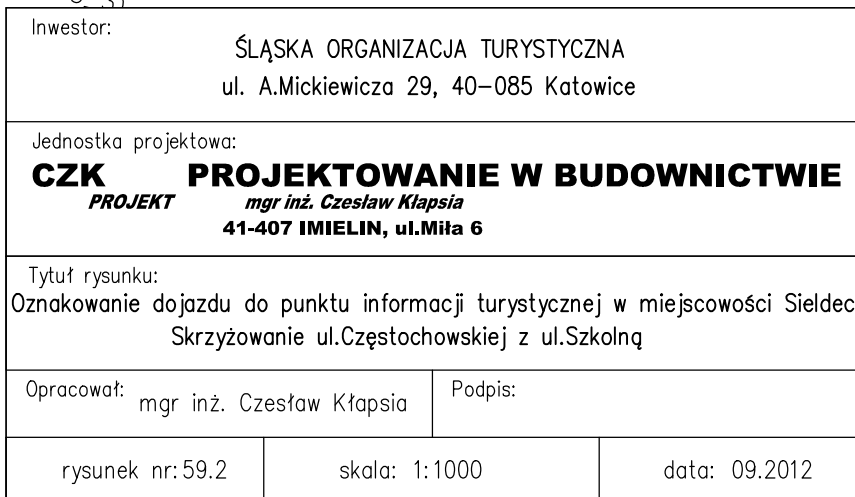 Inwestor:
ŚLĄSKA ORGANIZACJA TURYSTYCZNA
ul. A.Mickiewicza 29, 40-085 Katowice
Jednostka projektowa:
CZK PROJEKTOWANIE W BUDOWNICTWIE
PROJEKT mgr inż. Czesław Kłapsia
41-407 IMIELIN, ul.Miła 6
Tytuł rysunku:
Oznakowanie dojazdu do punktu informacji turystycznej w miejscowości Sieldec
Skrzyżowanie ul.Częstochowskiej z ul.Szkolną
Opracował: mgr inż. Czesław Kłapsia Podpis:
rysunek nr:59.2 skala: 1:1000 data: 09.2012